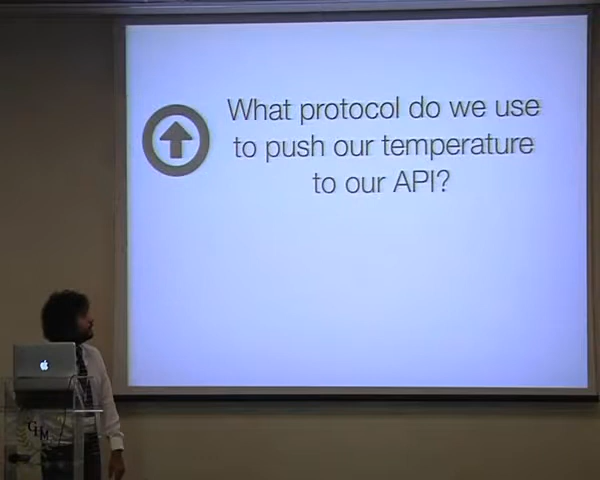 What protocol do we use
to push our temperature
to our API?